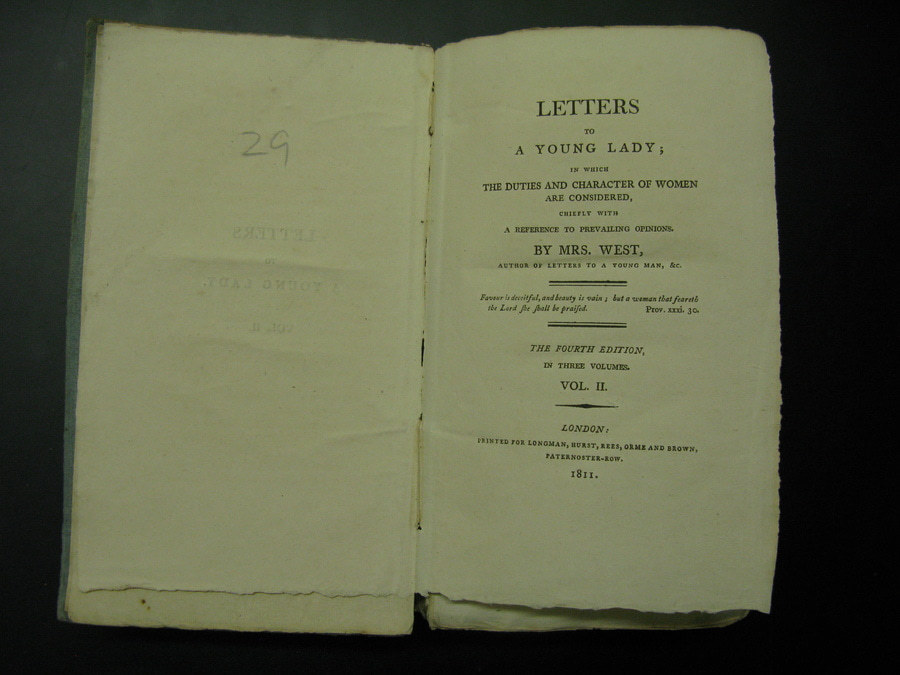 29
LETTERS
TO
A YOUNG LADY;
IN WHICH
THE DUTIES AND CHARACTER OF WOMEN
ARE CONSIDERED,
CHIEFLY WITH
A REFERENCE TO PREVAILING OPINIONS.
BY MRS. WEST,
AUTHOR OF LETTERS TO A YOUNG MAN, &c.
Favour is deceitful, and beauty is vain; but a woman that feareth
the Lord ſhe ſhall be praiſed. Prov. xxxi. 30.
THE FOURTH EDITION,
IN THREE VOLUMES.
VOL. II.
LONDON:
PRINTED FOR LONGMAN, HURST, REES, ORME AND BROWN,
PATERNOSTER-ROW.
1811.